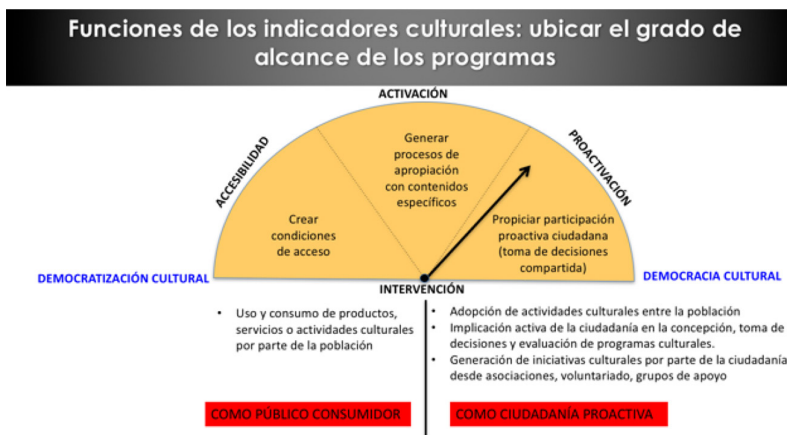 Funciones de los indicadores culturales: ubicar el grado de
alcance de los programas
ACTIVACIÓN
ACCESIBILIDAD
PROACTIVACIÓN
Generar
procesos de
apropiación
con contenidos
específicos
Crear
condiciones
de acceso
Propiciar participación
proactiva ciudadana
(toma de decisiones
compartida)
DEMOCRATIZACIÓN CULTURAL
INTERVENCIÓN
DEMOCRACIA CULTURAL
• Uso y consumo de productos,
servicios o actividades culturales
por parte de la población
• Adopción de actividades culturales entre la población
• Implicación activa de la ciudadanía en la concepción, toma de
decisiones y evaluación de programas culturales.
• Generación de iniciativas culturales por parte de la ciudadanía
desde asociaciones, voluntariado, grupos de apoyo
COMO PÚBLICO CONSUMIDOR
COMO CIUDADANÍA PROACTIVA